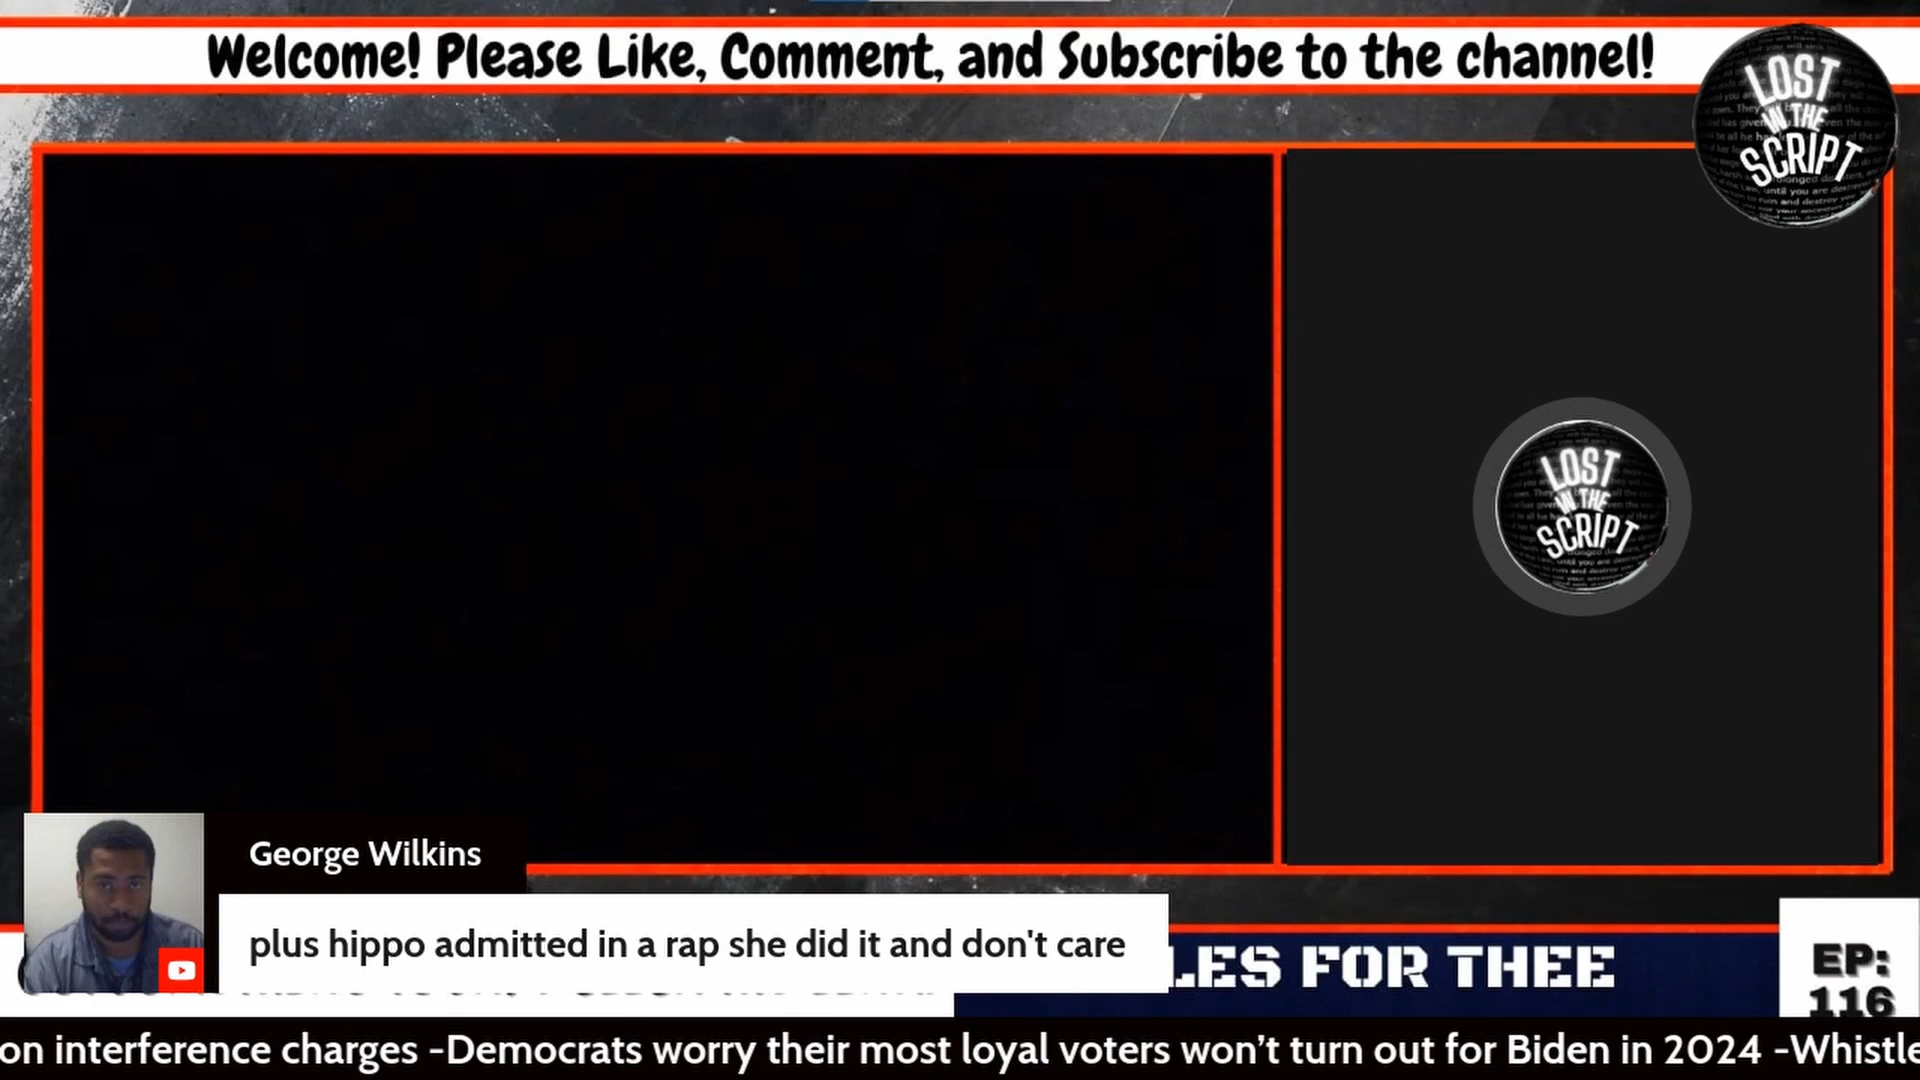 Welcome! Please Like, Comment, and Subscribe to the channel!
LOST
IN THE
SCRIPT
LOST
IN THE
SCRIPT
George Wilkins
plus hippo admitted in a rap she did it and don't care
LES FOR THEE
EP:
116
on interference charges -Democrats worry their most loyal voters won't turn out for Biden in 2024 -Whistle